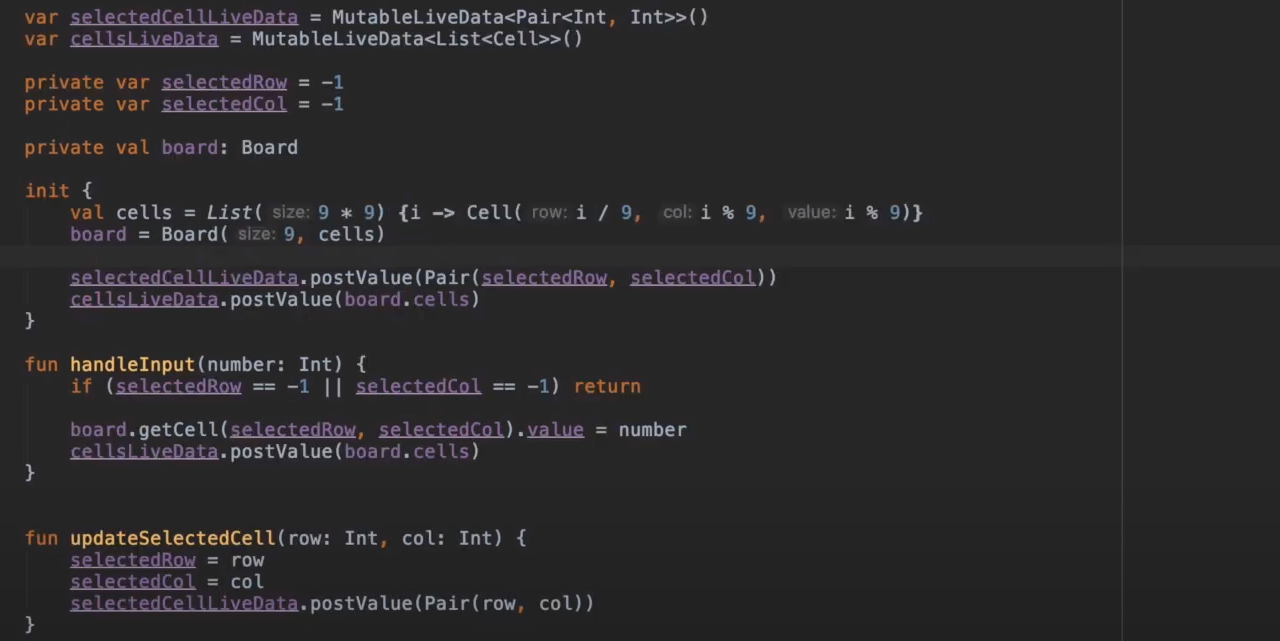 var selectedCellLiveData = MutableLiveData<Pair<Int, Int>>()
var cellsLiveData = MutableLiveData<List<Cell>>()
private var selectedRow = -1
private var selectedCol = -1
private val board: Board
init {
val cells = List( size: 9 * 9) {i -> Cell( row: i / 9, col: i % 9, value: i % 9)}
board = Board( size: 9, cells)
selectedCellLiveData.postValue(Pair(selectedRow, selectedCol))
cellsLiveData.postValue(board.cells)
}
fun handleInput(number: Int) {
if (selectedRow == -1 || selectedCol == -1) return
board.getCell(selectedRow, selectedCol).value = number
cellsLiveData.postValue(board.cells)
}
fun updateSelectedCell(row: Int, col: Int) {
selectedRow = row
selectedCol = col
selectedCellLiveData.postValue(Pair(row, col))
}